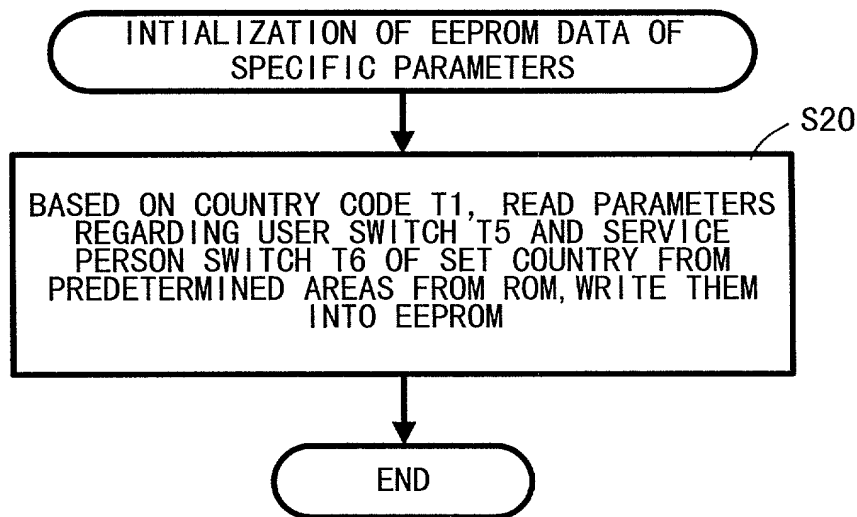 INTIALIZATION OF EEPROM DATA OF
SPECIFIC PARAMETERS
S20
BASED ON COUNTRY CODE T1, READ PARAMETERS
REGARDING USER SWITCH T5 AND SERVICE
PERSON SWITCH T6 OF SET COUNTRY FROM
PREDETERMINED AREAS FROM ROM, WRITE THEM
INTO EEPROM
END